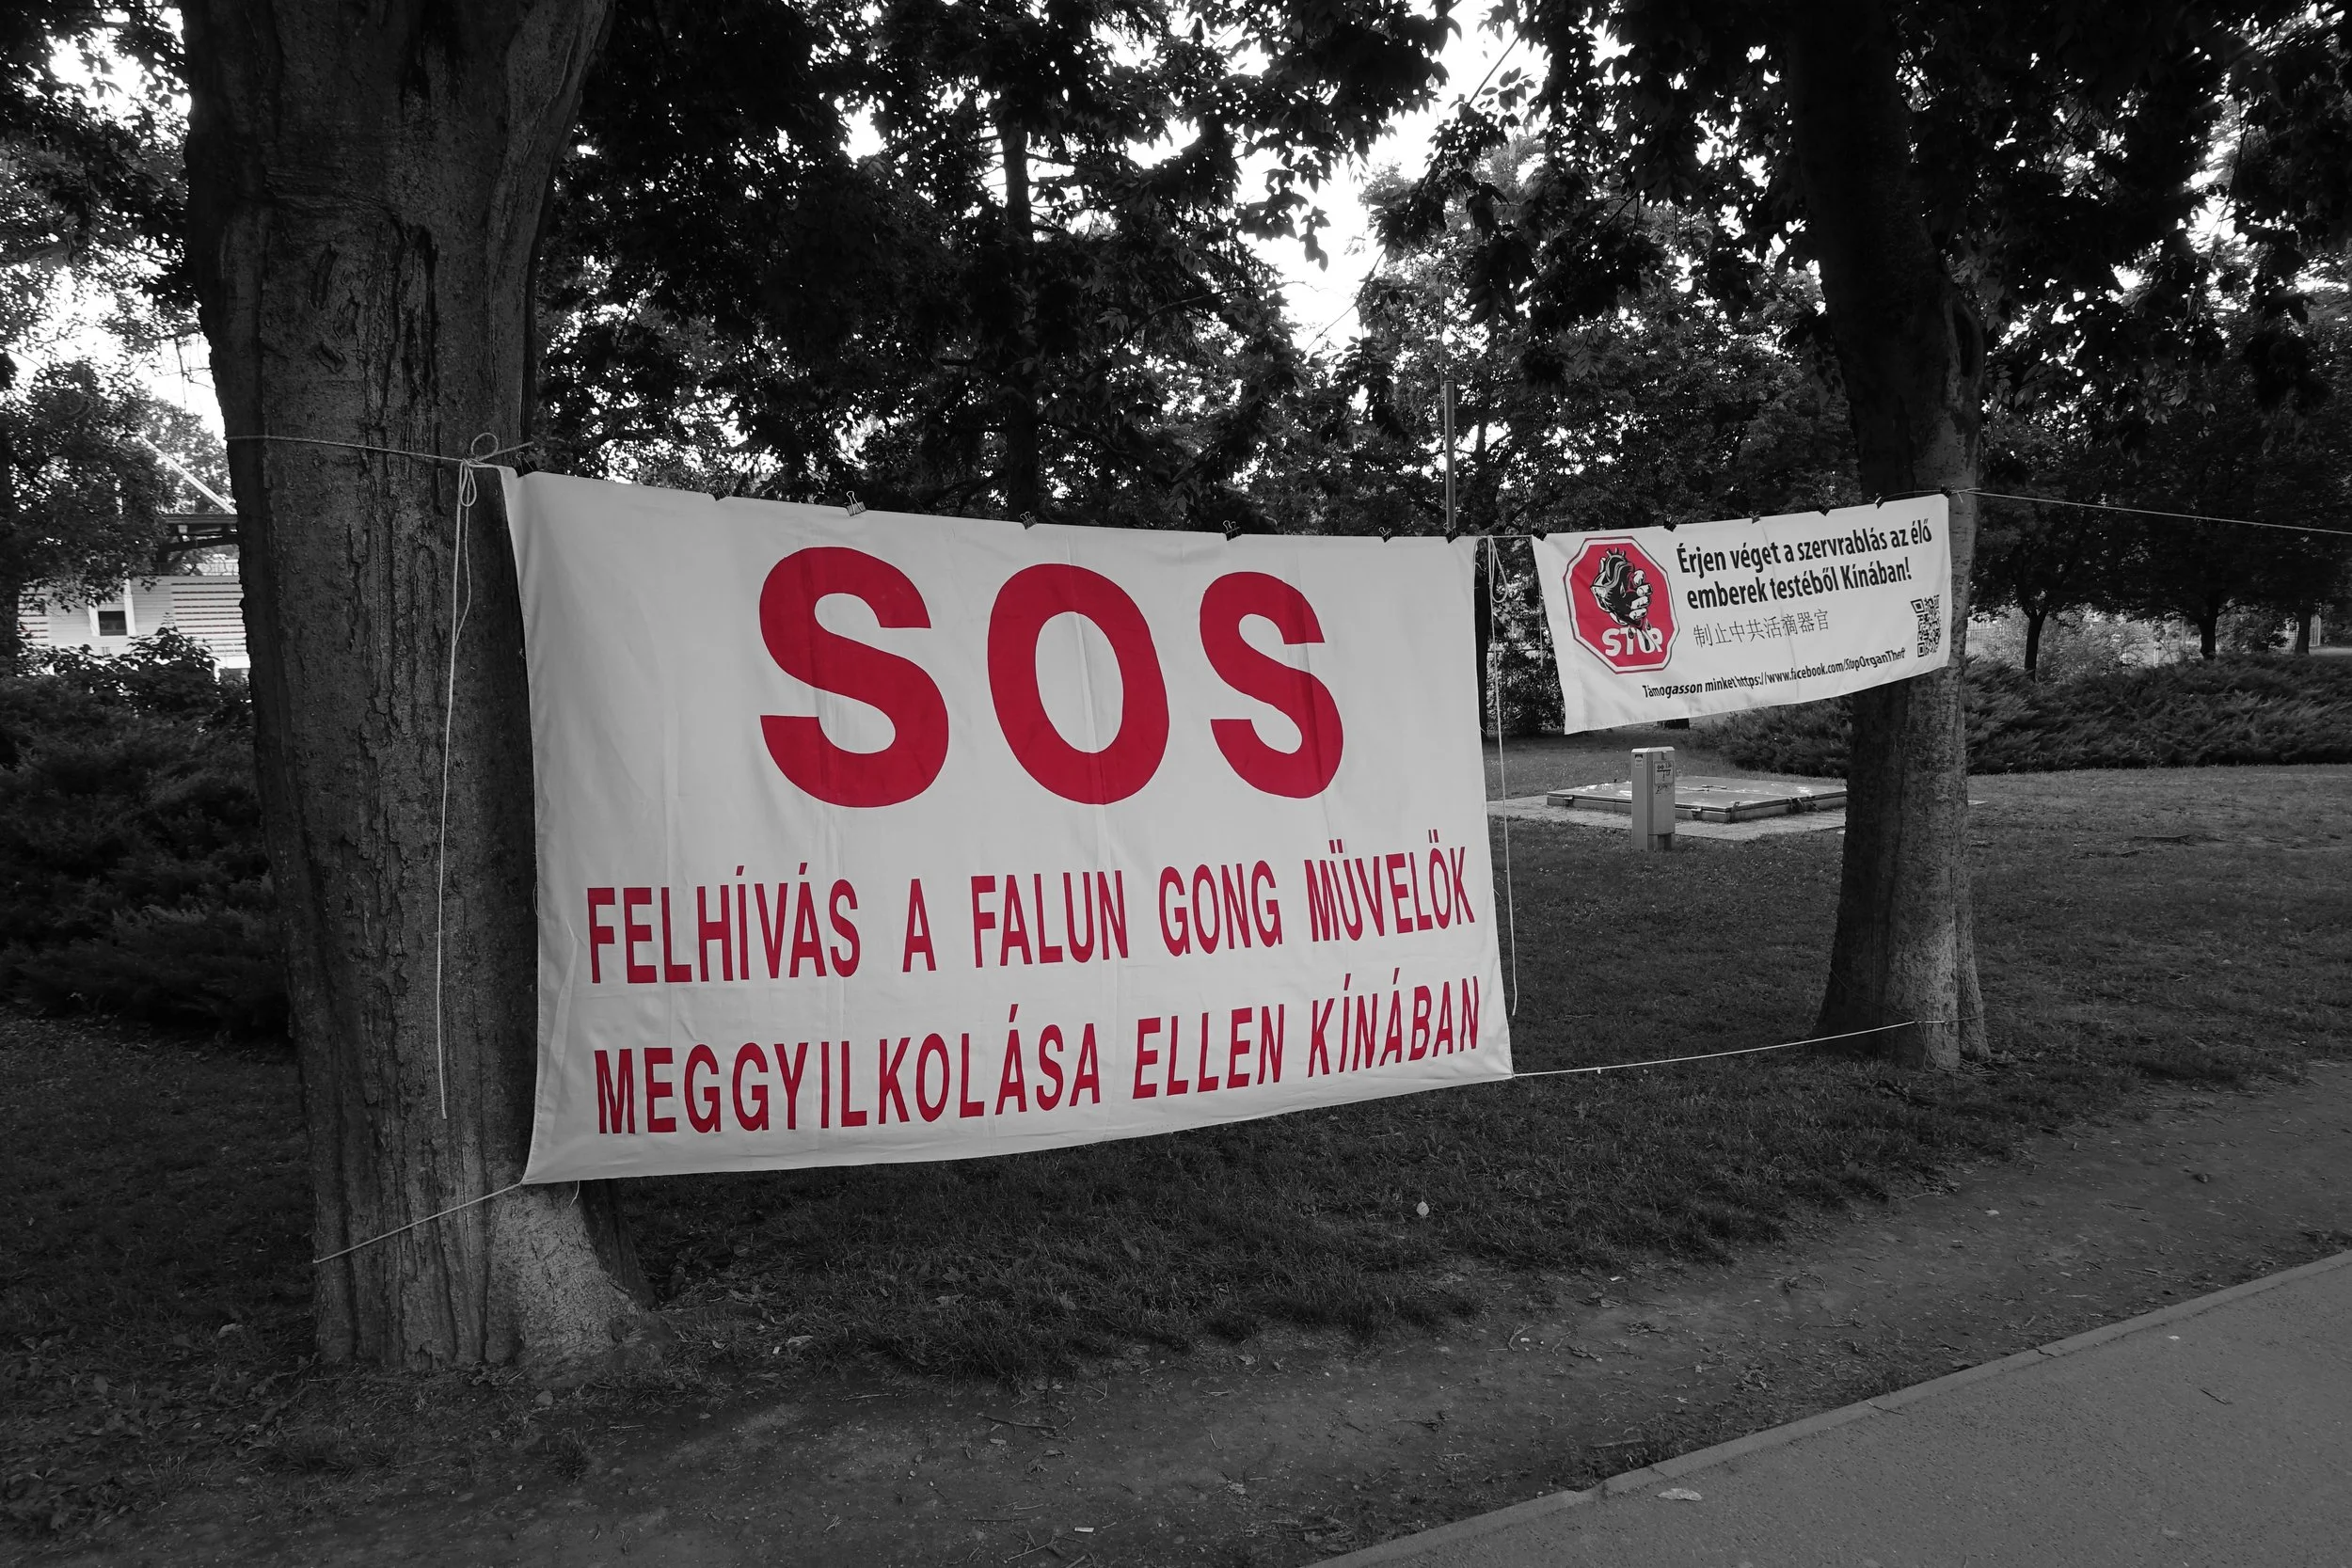 SOS
FELHÍVÁS A FALUN GONG MÜVELÖK
MEGGYILKOLÁSA ELLEN KÍNÁBAN
STOP
Érjen véget a szervrablás az élő
emberek testéből Kínában!
制止中共活摘器官
Támogasson minket https://www.facebook.com/StopOrganTheft